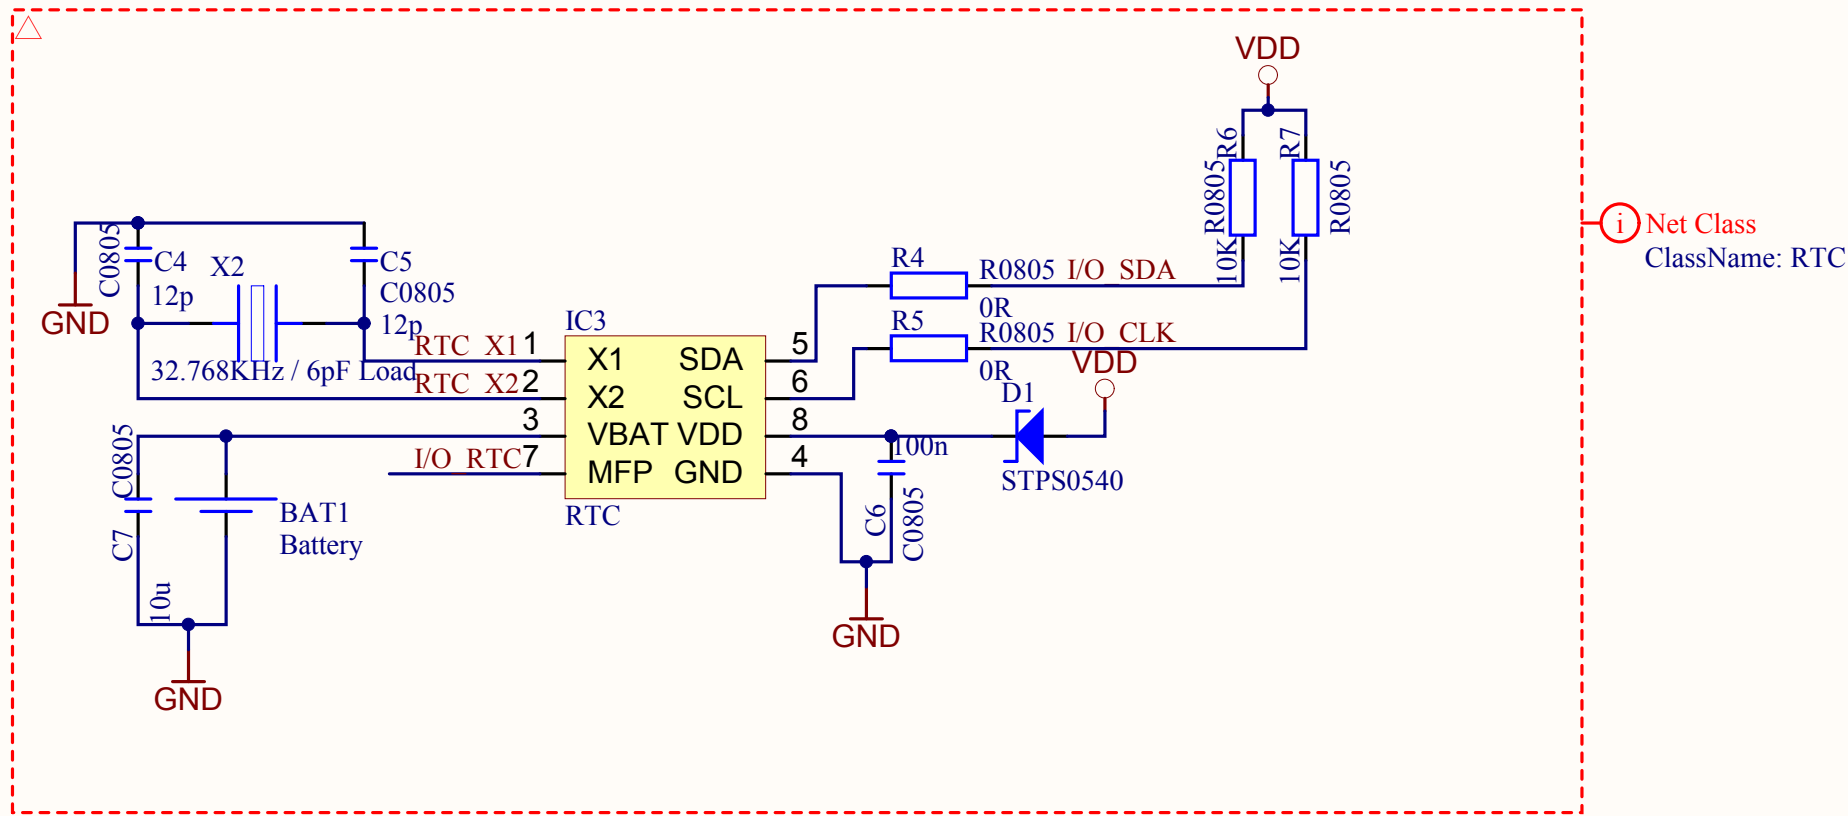 VDD
R6
R0805
10K
R7
R0805
10K
i Net Class
ClassName: RTC
C0805
C4
12p
X2
C5
C0805
12p
GND
32.768KHz / 6pF Load
RTC_X1
1
RTC_X2
2
3
I/O_RTC
7
IC3
X1 SDA
X2 SCL
VBAT VDD
MFP GND
RTC
5
6
8
4
R4
R0805 I/O_SDA
0R
R5
R0805 I/O_CLK
0R
VDD
D1
STPS0540
100n
C6
C0805
GND
C0805
C7
10u
BAT1
Battery
GND